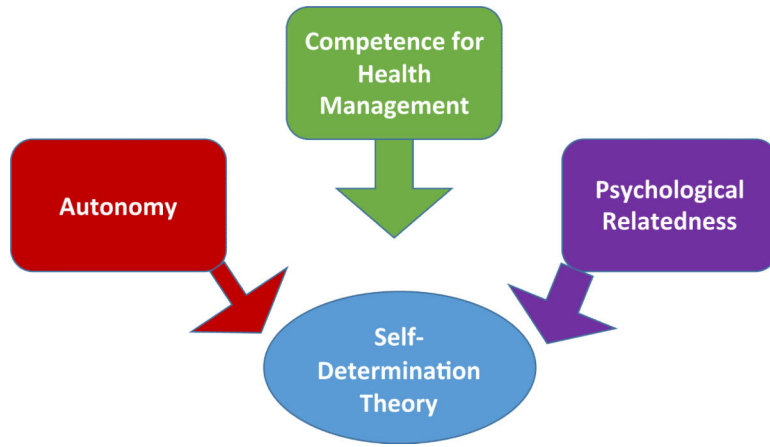 Competence for
Health
Management
Autonomy
Psychological
Relatedness
Self-
Determination
Theory